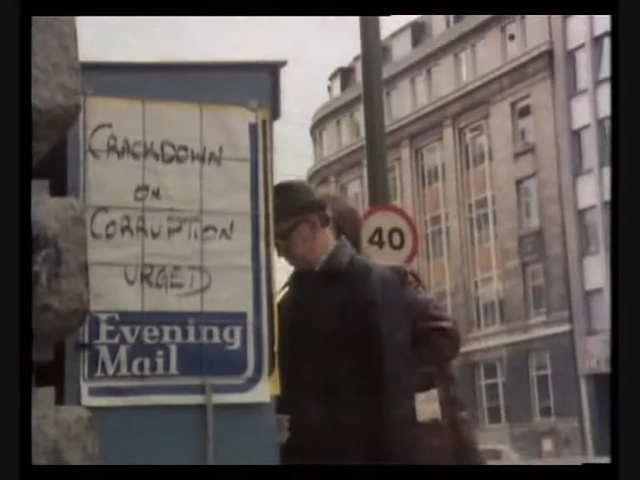 CRACKDOWN
ON
CORRUPTION
URGED
Evening
Mail
40